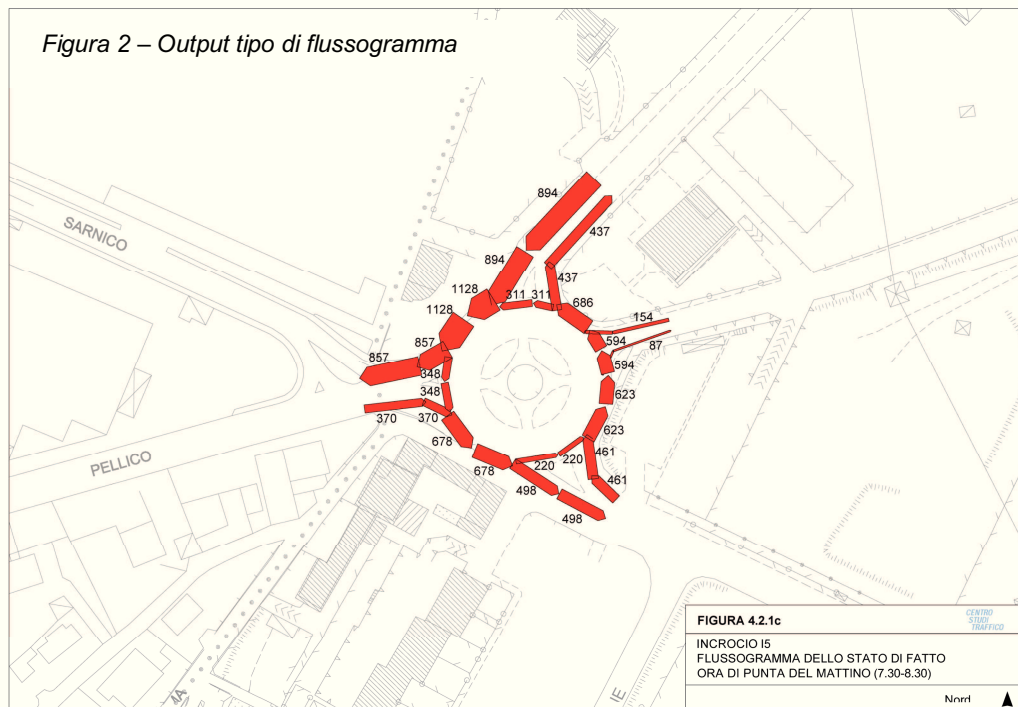 Figura 2 – Output tipo di flussogramma
894
437
SARNICO
894
437
1128
311
311
686
1128
154
594
87
857
857
594
348
623
348
370
370
623
678
461
PELLICO
678
220
220
461
498
498
FIGURA 4.2.1c
CENTRO
STUDI
TRAFFICO
INCROCIO I5
FLUSSOGRAMMA DELLO STATO DI FATTO
ORA DI PUNTA DEL MATTINO (7.30-8.30)
Nord